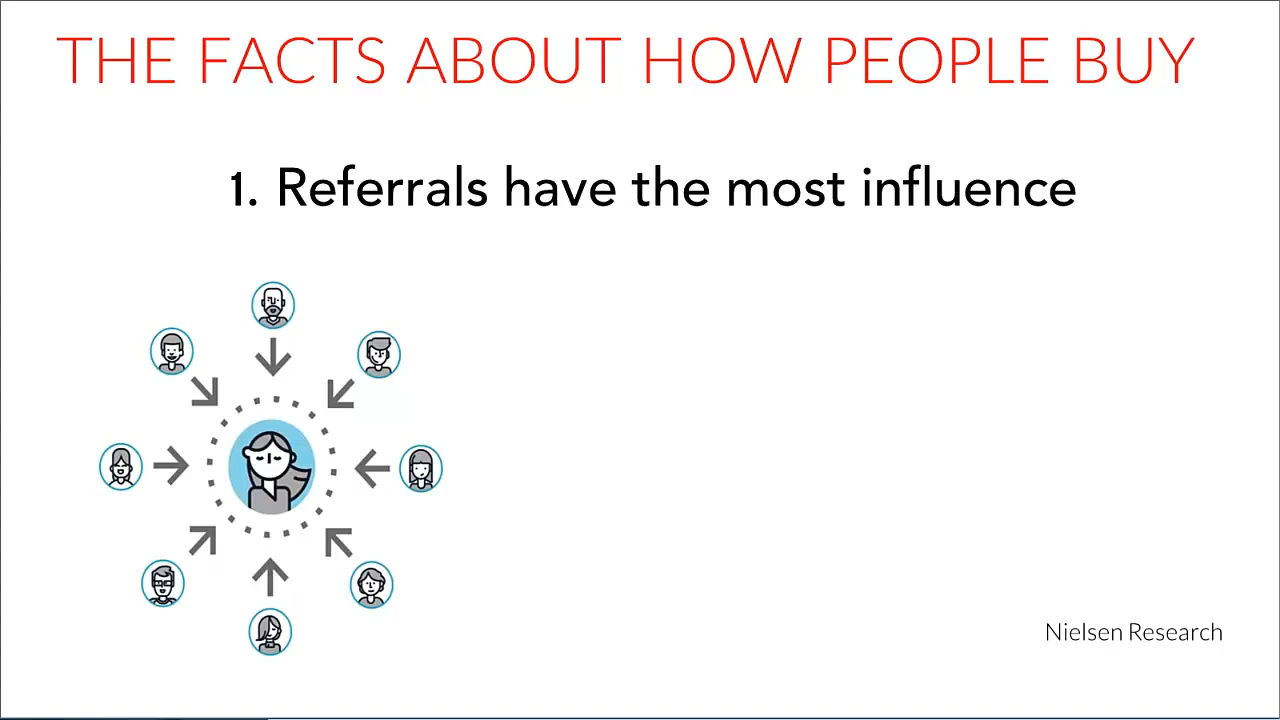 THE FACTS ABOUT HOW PEOPLE BUY
1. Referrals have the most influence
Nielsen Research